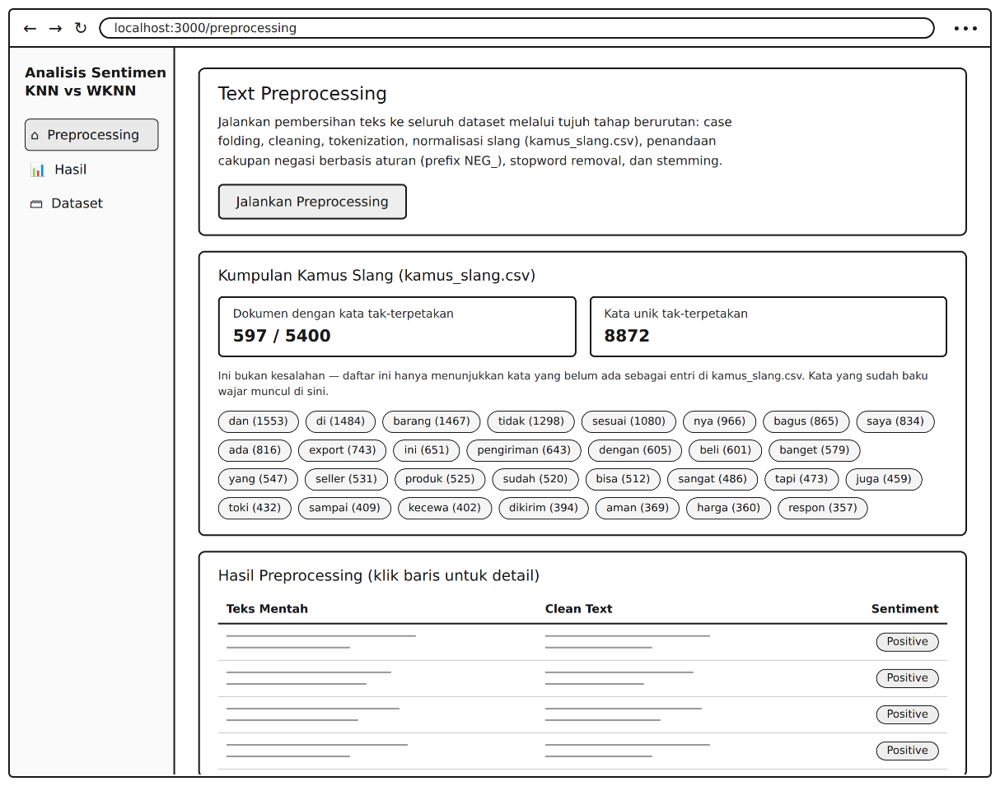 ← → ↻ localhost:3000/preprocessing •••
Analisis Sentimen
KNN vs WKNN
Preprocessing
Hasil
Dataset
Text Preprocessing
Jalankan pembersihan teks ke seluruh dataset melalui tujuh tahap berurutan: case
folding, cleaning, tokenization, normalisasi slang (kamus_slang.csv), penandaan
cakupan negasi berbasis aturan (prefix NEG_), stopword removal, dan stemming.
Jalankan Preprocessing
Kumpulan Kamus Slang (kamus_slang.csv)
Dokumen dengan kata tak-terpetakan
597 / 5400
Kata unik tak-terpetakan
8872
Ini bukan kesalahan — daftar ini hanya menunjukkan kata yang belum ada sebagai entri di kamus_slang.csv. Kata yang sudah baku
wajar muncul di sini.
dan (1553) di (1484) barang (1467) tidak (1298) sesuai (1080) nya (966) bagus (865) saya (834)
ada (816) export (743) ini (651) pengiriman (643) dengan (605) beli (601) banget (579)
yang (547) seller (531) produk (525) sudah (520) bisa (512) sangat (486) tapi (473) juga (459)
toki (432) sampai (409) kecewa (402) dikirim (394) aman (369) harga (360) respon (357)
Hasil Preprocessing (klik baris untuk detail)
Teks Mentah Clean Text Sentiment
Positive
Positive
Positive
Positive